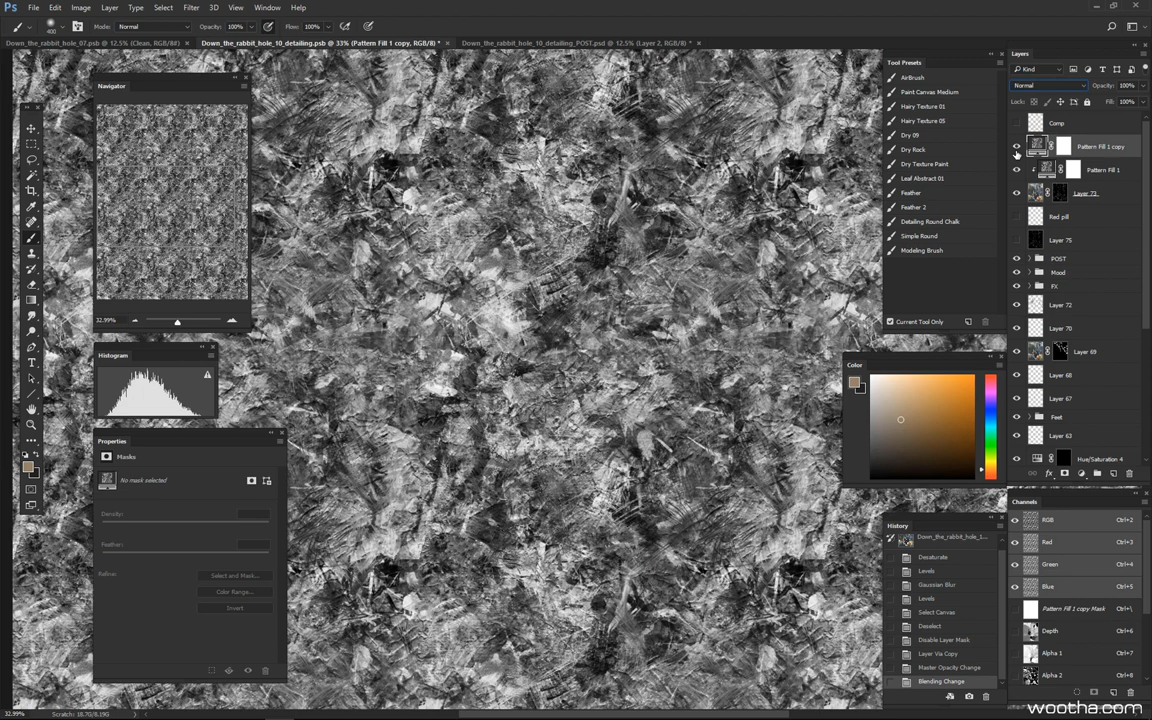 Ps File Edit Image Layer Type Select Filter 3D View Window Help
400 Mode: Normal Opacity: 100% Flow: 100%
Down_the_rabbit_hole_07.psb @ 12.5% (Clean, RGB/8#) × Down_the_rabbit_hole_10_detailing.psb @ 33% (Pattern Fill 1 copy, RGB/8) * × Down_the_rabbit_hole_10_detailing_POST.psd @ 12.5% (Layer 2, RGB/8) * ×
Navigator
32.99%
Histogram
Properties
Masks
No mask selected
Density:
Feather:
Refine:
Select and Mask...
Color Range...
Invert
Tool Presets
AirBrush
Paint Canvas Medium
Hairy Texture 01
Hairy Texture 05
Dry 09
Dry Rock
Dry Texture Paint
Leaf Abstract 01
Feather
Feather 2
Detailing Round Chalk
Simple Round
Modeling Brush
Current Tool Only
Color
History
Down_the_rabbit_hole_1...
Desaturate
Levels
Gaussian Blur
Levels
Select Canvas
Deselect
Disable Layer Mask
Layer Via Copy
Master Opacity Change
Blending Change
Layers
Kind
Normal Opacity: 100%
Lock: Fill: 100%
Comp
Pattern Fill 1 copy
Pattern Fill 1
Layer 73
Red pill
Layer 75
POST
Mood
FX
Layer 72
Layer 70
Layer 69
Layer 68
Layer 67
Feet
Layer 63
Hue/Saturation 4
fx
Channels
RGB Ctrl+2
Red Ctrl+3
Green Ctrl+4
Blue Ctrl+5
Pattern Fill 1 copy Mask Ctrl+\
Depth Ctrl+6
Alpha 1 Ctrl+7
Alpha 2 Ctrl+8
32.99% Scratch: 18.7G/8.19G
wootha.com